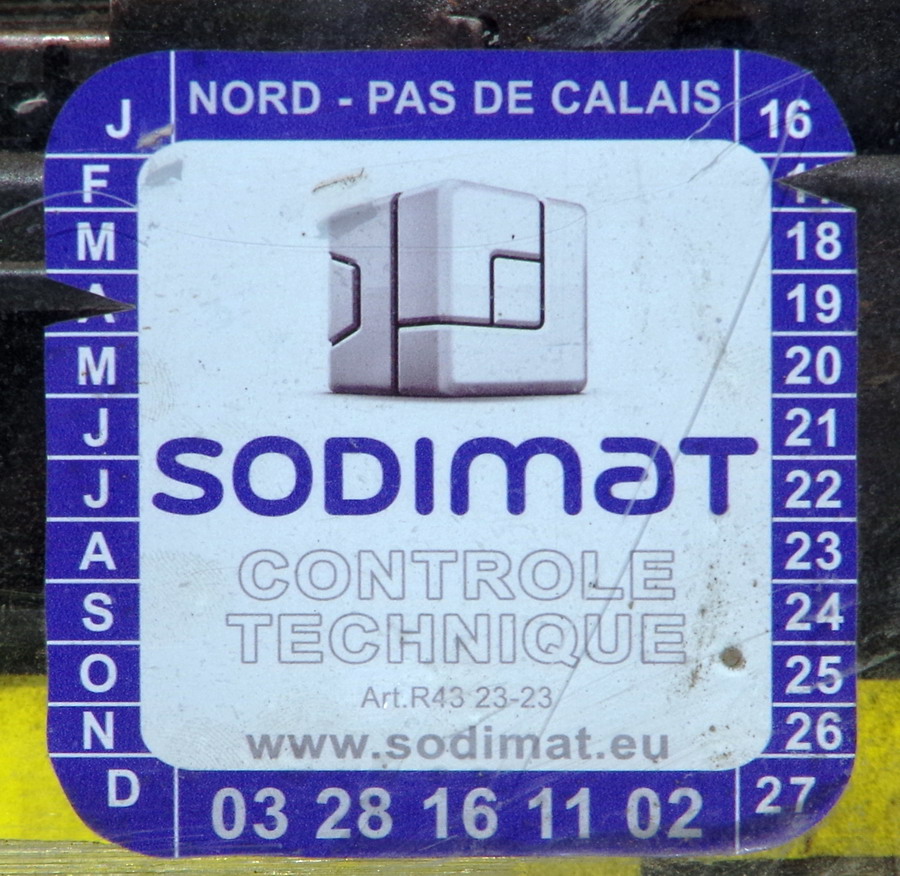 NORD - PAS DE CALAIS
J
F
M
A
M
J
J
A
S
O
N
D
16
18
19
20
21
22
23
24
25
26
27
SODIMAT
CONTROLE
TECHNIQUE
Art.R43 23-23
www.sodimat.eu
03 28 16 11 02